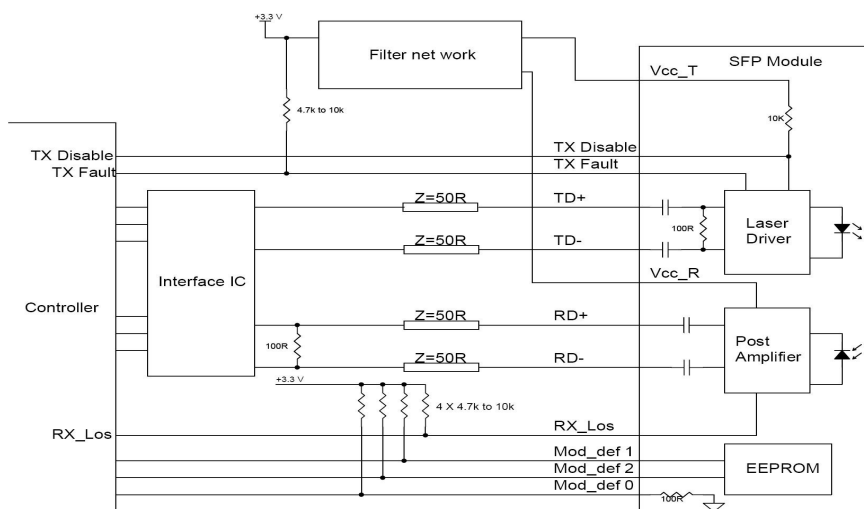 +3.3 V
Filter net work
SFP Module
Vcc_T
4.7k to 10k
10K
TX Disable
TX Disable
TX Fault
TX Fault
Z=50R
TD+
100R
Laser
Driver
Z=50R
TD-
Interface IC
Vcc_R
Controller
Z=50R
RD+
100R
Post
Amplifier
Z=50R
RD-
+3.3 V
4 X 4.7k to 10k
RX_Los
RX_Los
Mod_def 1
Mod_def 2
EEPROM
Mod_def 0
100R